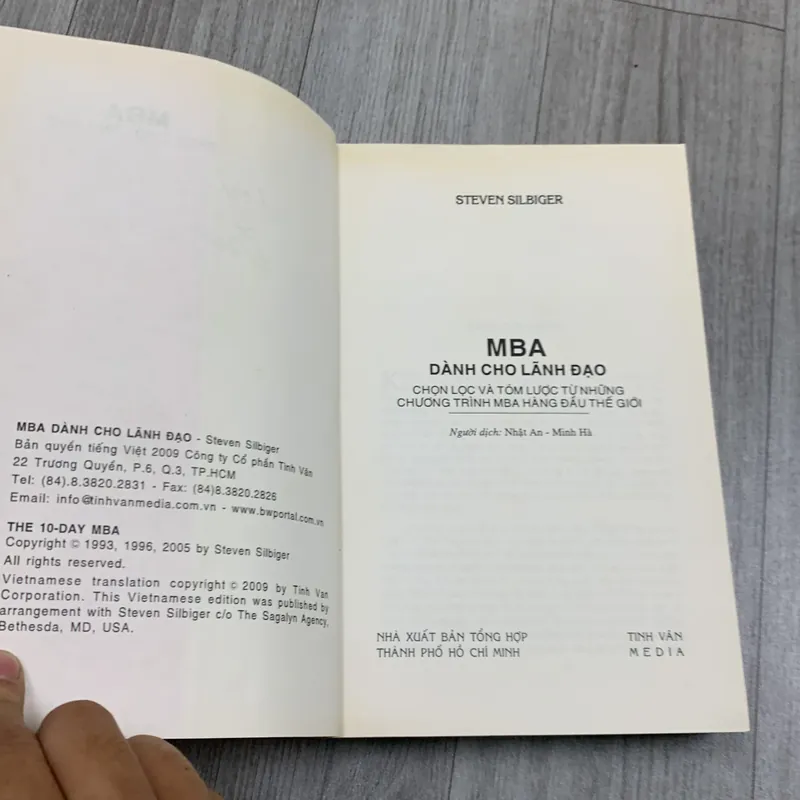 MBA DÀNH CHO LÃNH ĐẠO - Steven Silbiger
Bản quyền tiếng Việt 2009 Công ty Cổ phần Tinh Vân
22 Trương Quyền, P.6, Q.3, TP.HCM
Tel: (84).8.3820.2831 - Fax: (84)8.3820.2826
Email: info@tinhvanmedia.com.vn - www.bwportal.com.vn
THE 10-DAY MBA
Copyright © 1993, 1996, 2005 by Steven Silbiger
All rights reserved.
Vietnamese translation copyright © 2009 by Tinh Van
Corporation. This Vietnamese edition was published by
arrangement with Steven Silbiger c/o The Sagalyn Agency,
Bethesda, MD, USA.
STEVEN SILBIGER
MBA
DÀNH CHO LÃNH ĐẠO
CHỌN LỌC VÀ TÓM LƯỢC TỪ NHỮNG
CHƯƠNG TRÌNH MBA HÀNG ĐẦU THẾ GIỚI
Người dịch: Nhật An - Minh Hà
NHÀ XUẤT BẢN TỔNG HỢP
THÀNH PHỐ HỒ CHÍ MINH
TINH VÂN
MEDIA